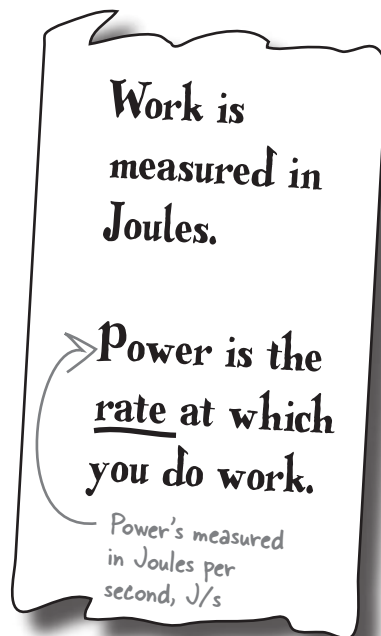 Work is
measured in
Joules.
Power is the
rate at which
you do work.
Power's measured
in Joules per
second, J/s